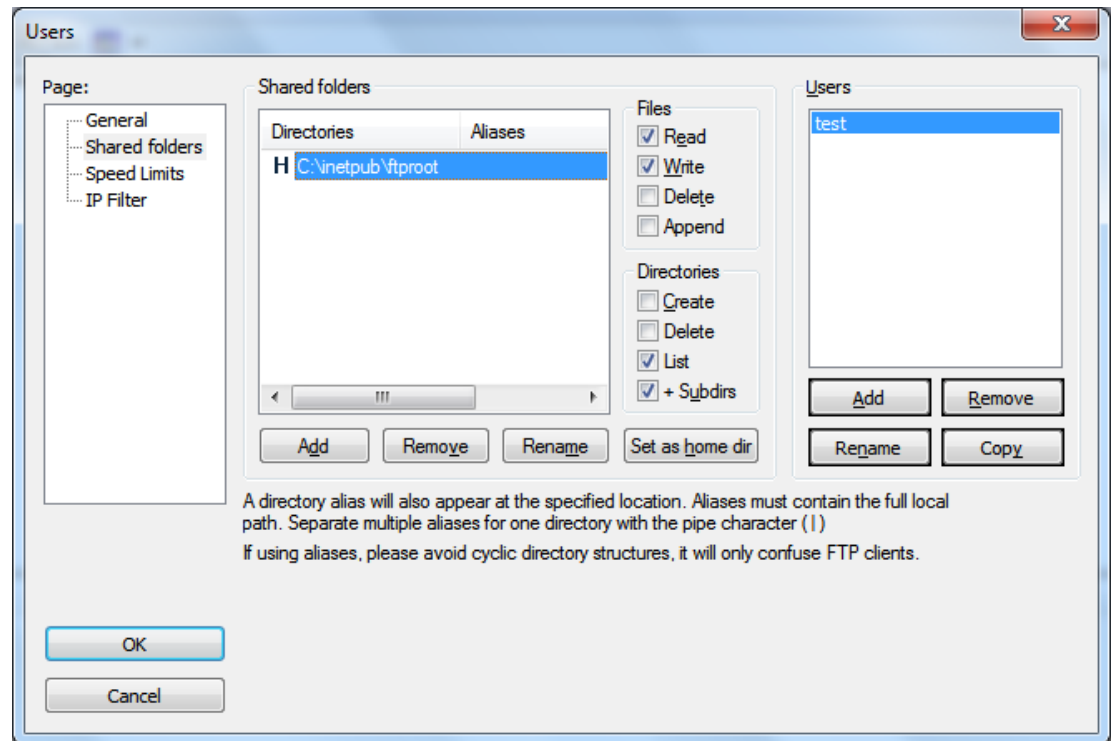 Users
Page:
General
Shared folders
Speed Limits
IP Filter
Shared folders
Directories Aliases
H C:\inetpub\ftproot
Add Remove Rename Set as home dir
Files
Read
Write
Delete
Append
Directories
Create
Delete
List
+ Subdirs
Users
test
Add Remove
Rename Copy
A directory alias will also appear at the specified location. Aliases must contain the full local
path. Separate multiple aliases for one directory with the pipe character (|)
If using aliases, please avoid cyclic directory structures, it will only confuse FTP clients.
OK
Cancel